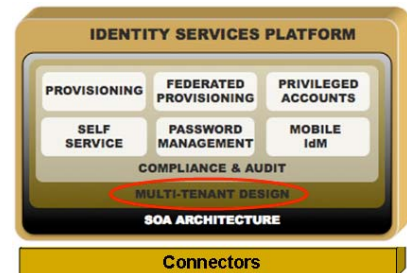 IDENTITY SERVICES PLATFORM
PROVISIONING
FEDERATED
PROVISIONING
PRIVILEGED
ACCOUNTS
SELF
SERVICE
PASSWORD
MANAGEMENT
MOBILE
IdM
COMPLIANCE & AUDIT
MULTI-TENANT DESIGN
SOA ARCHITECTURE
Connectors